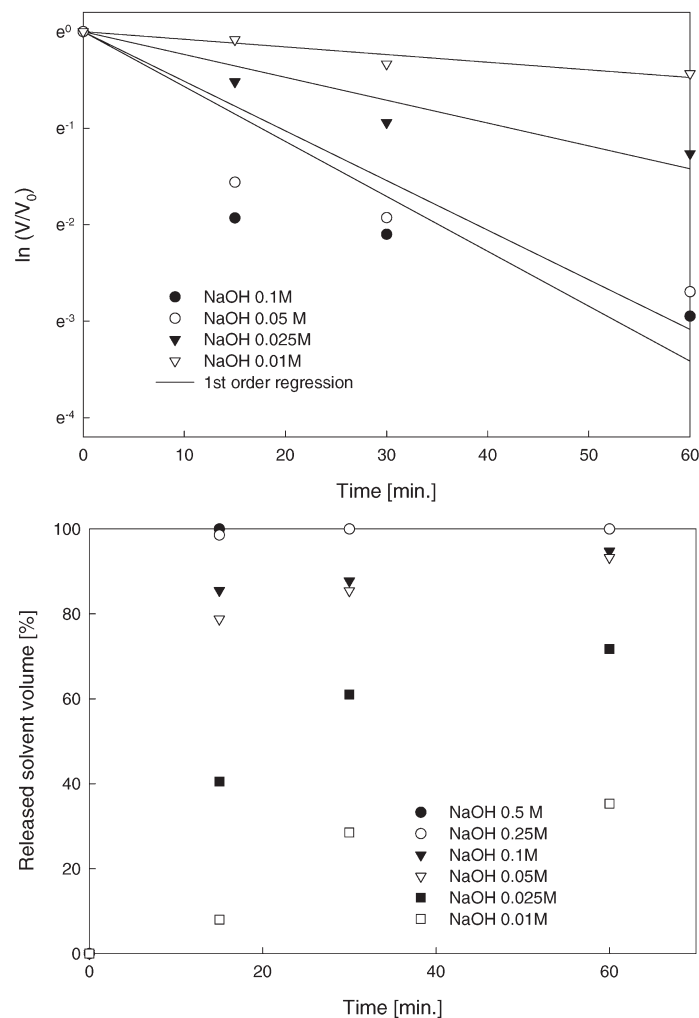 e⁰
e⁻¹
e⁻²
e⁻³
e⁻⁴
ln (V/V₀)
NaOH 0.1M
NaOH 0.05 M
NaOH 0.025M
NaOH 0.01M
1st order regression
0 10 20 30 40 50 60
Time [min.]
100
80
60
40
20
0
Released solvent volume [%]
NaOH 0.5 M
NaOH 0.25M
NaOH 0.1M
NaOH 0.05M
NaOH 0.025M
NaOH 0.01M
0 20 40 60
Time [min.]